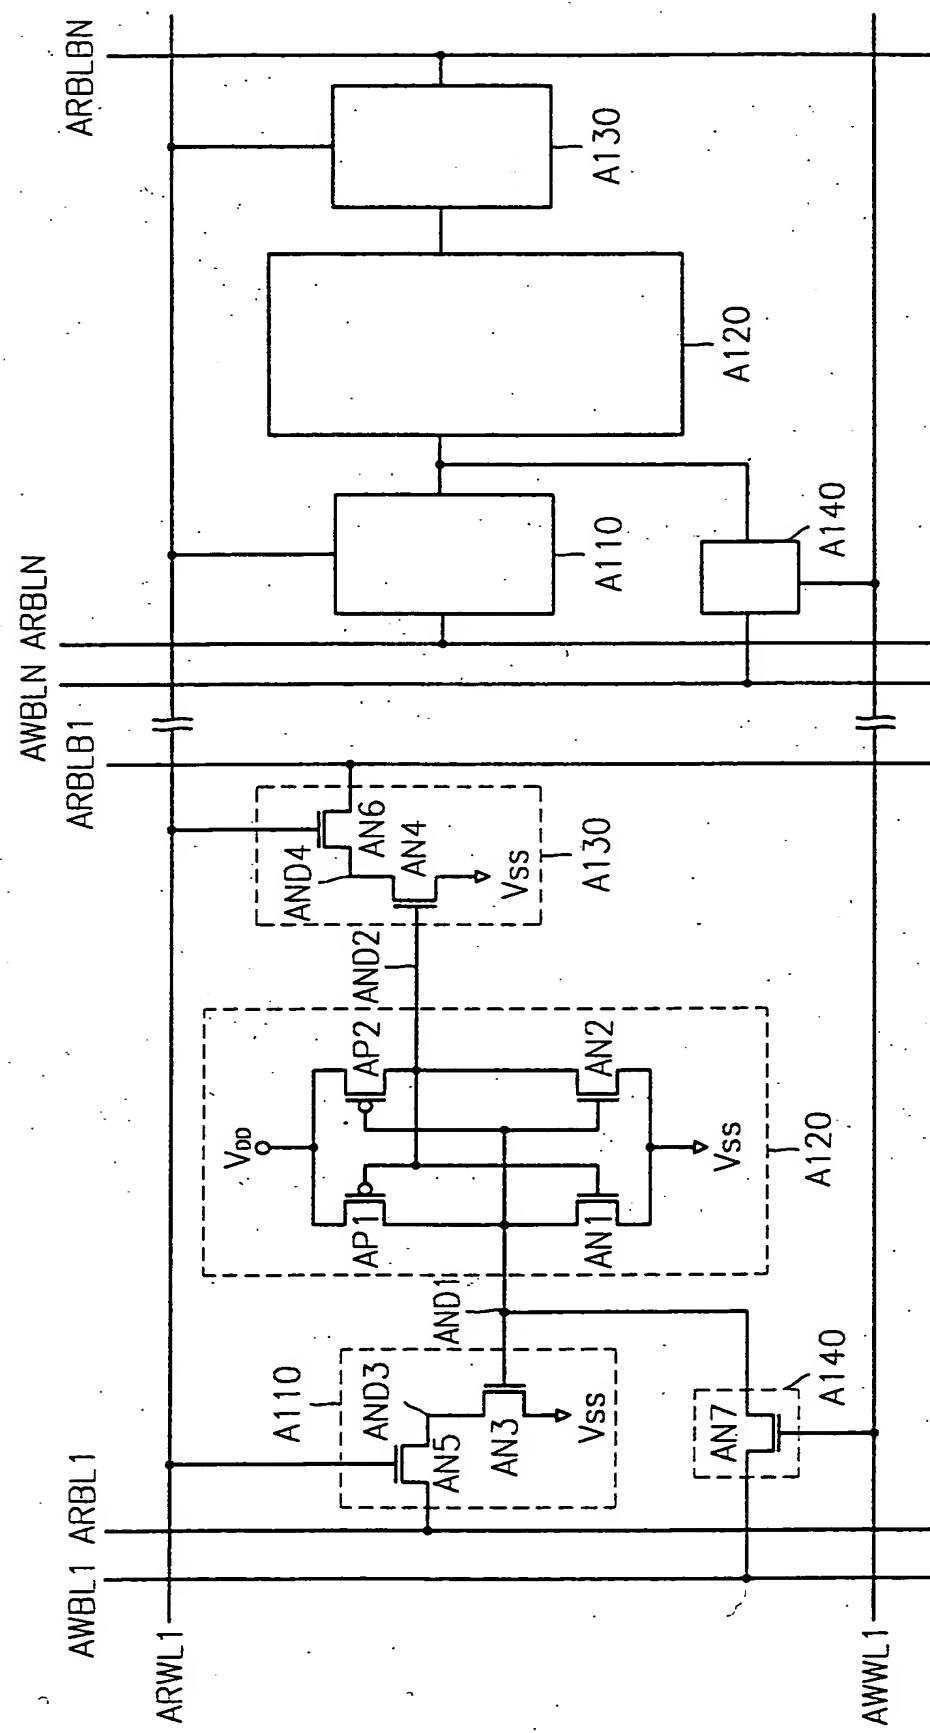 AWBL1 ARBL1
ARBLB1
AWBLN ARBLN
ARBLBN
ARWL1
A110
AND3
AN5
AN3
Vss
AND1
VDD
AP1
AP2
AN1
AN2
Vss
A120
AND2
AND4
AN6
AN4
Vss
A130
AN7
A140
A110
A120
A130
A140
AWWL1